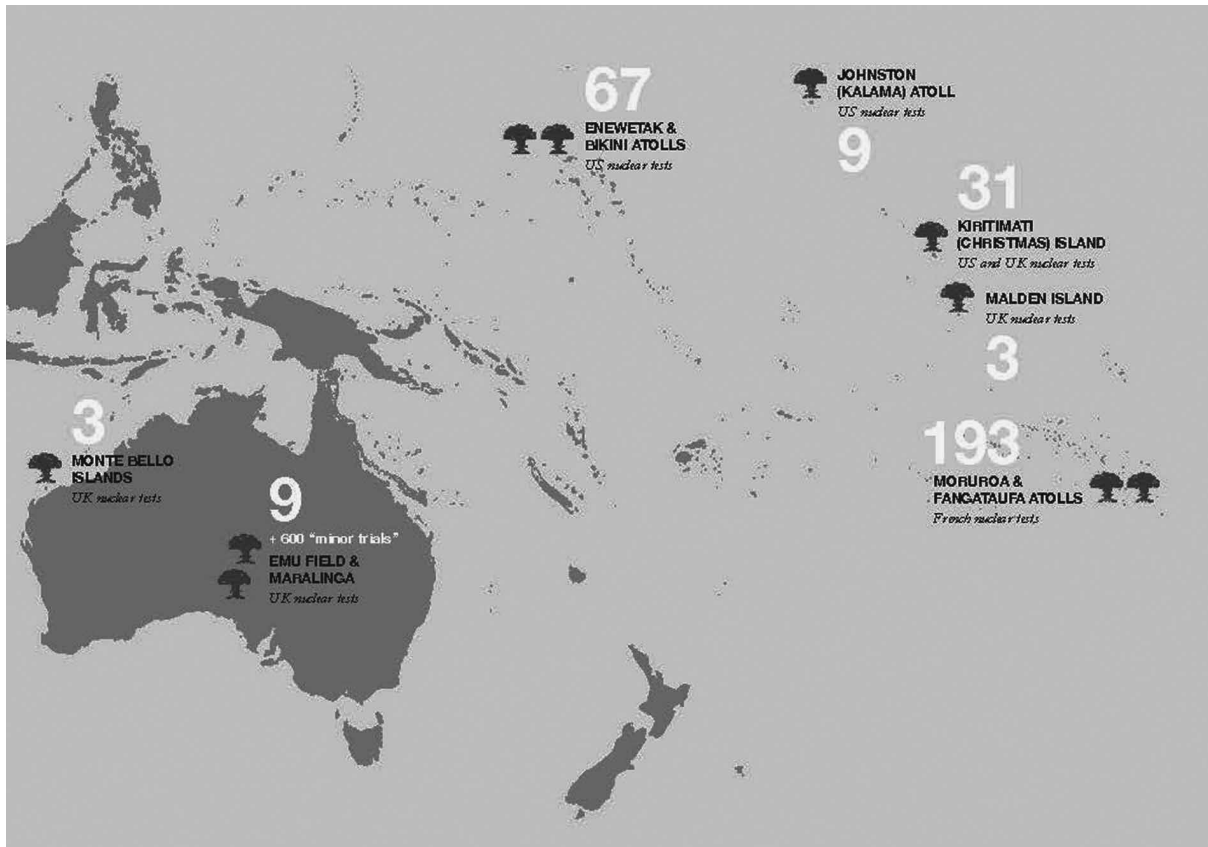 67
ENEWETAK &
BIKINI ATOLLS
US nuclear tests
JOHNSTON
(KALAMA) ATOLL
US nuclear tests
9
31
KIRITIMATI
(CHRISTMAS) ISLAND
US and UK nuclear tests
MALDEN ISLAND
UK nuclear tests
3
3
MONTE BELLO
ISLANDS
UK nuclear tests
9
+ 600 “minor trials”
EMU FIELD &
MARALINGA
UK nuclear tests
193
MORUROA &
FANGATAUFA ATOLLS
French nuclear tests